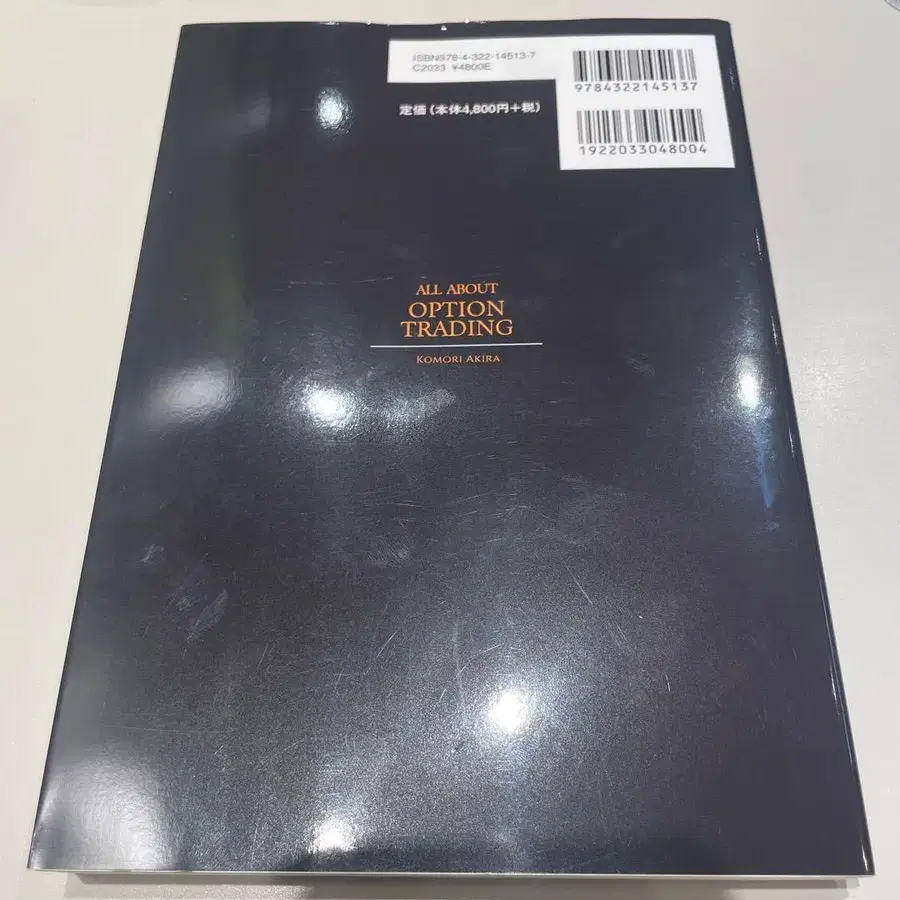 ISBN978-4-322-14513-7
C2033 ¥4800E
定価(本体4,800円+税)
9784322145137
1922033048004
ALL ABOUT
OPTION
TRADING
KOMORI AKIRA